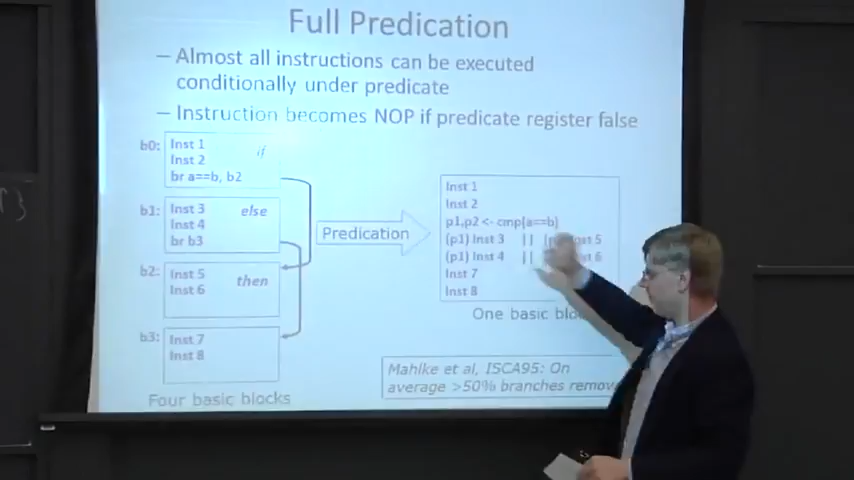 Full Predication
– Almost all instructions can be executed
conditionally under predicate
– Instruction becomes NOP if predicate register false
b0: Inst 1
Inst 2 if
br a==b, b2
b1: Inst 3 else
Inst 4
br b3
b2: Inst 5 then
Inst 6
b3: Inst 7
Inst 8
Four basic blocks
Predication
Inst 1
Inst 2
p1,p2 <- cmp(a==b)
(p1) Inst 3 || Inst 5
(p1) Inst 4 || 6
Inst 7
Inst 8
One basic
Mahlke et al, ISCA95: On
average >50% branches